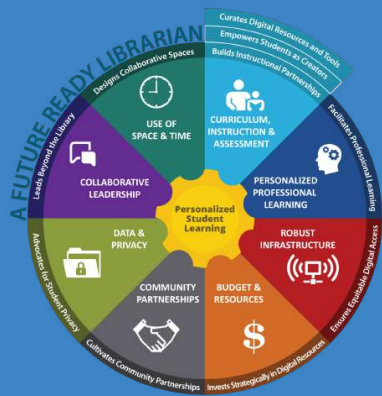 A FUTURE READY LIBRARIAN
Curates Digital Resources and Tools
Empowers Students as Creators
Builds Instructional Partnerships
Designs Collaborative Spaces
USE OF
SPACE & TIME
CURRICULUM,
INSTRUCTION
& ASSESSMENT
Facilitates Professional Learning
PERSONALIZED
PROFESSIONAL
LEARNING
Leads Beyond the Library
COLLABORATIVE
LEADERSHIP
Personalized
Student
Learning
ROBUST
INFRASTRUCTURE
Ensures Equitable Digital Access
DATA &
PRIVACY
Advocates for Student Privacy
COMMUNITY
PARTNERSHIPS
Cultivates Community Partnerships
BUDGET &
RESOURCES
$
Invests Strategically in Digital Resources